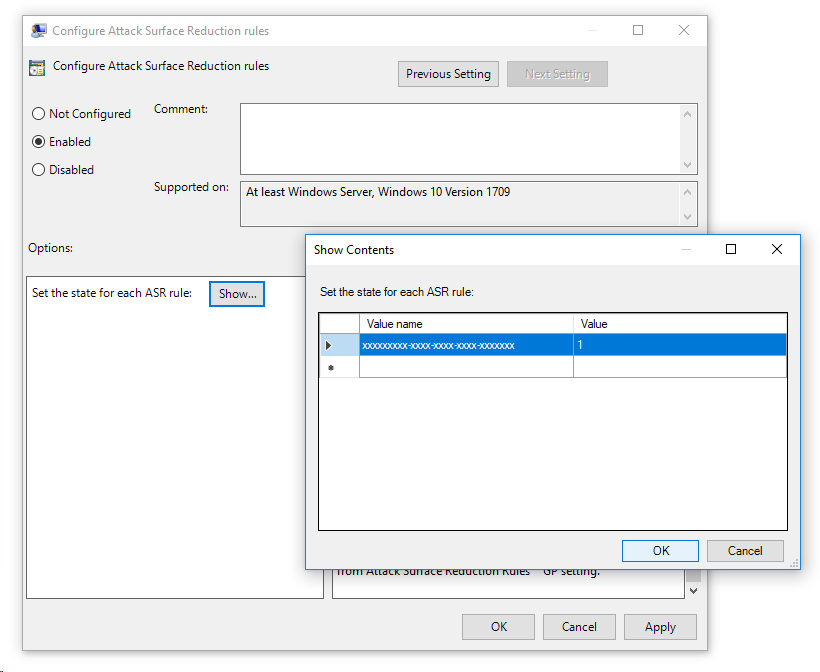 Configure Attack Surface Reduction rules
Configure Attack Surface Reduction rules
Previous Setting
Next Setting
Not Configured
Enabled
Disabled
Comment:
Supported on:
At least Windows Server, Windows 10 Version 1709
Options:
Set the state for each ASR rule:
Show...
Show Contents
Set the state for each ASR rule:
Value name
Value
xxxxxxxxx-xxxx-xxxx-xxxx-xxxxxxx
1
OK
Cancel
from Attack Surface Reduction Rules" GP setting.
OK
Cancel
Apply